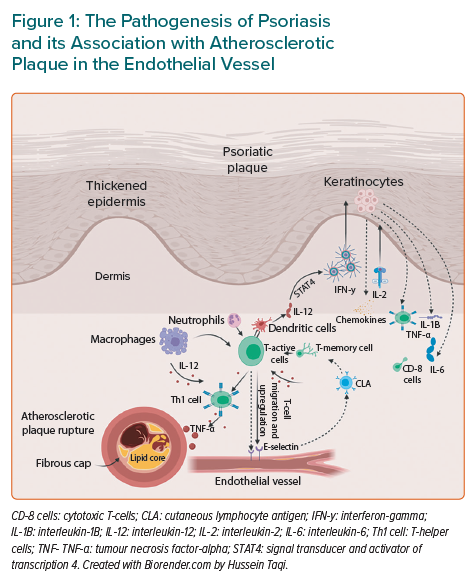 Figure 1: The Pathogenesis of Psoriasis
and its Association with Atherosclerotic
Plaque in the Endothelial Vessel
Psoriatic
plaque
Thickened
epidermis
Keratinocytes
Dermis
STAT4
IFN-y
IL-2
IL-12
Chemokines
IL-1B
TNF-α
Neutrophils
Dendritic cells
Macrophages
T-active
cells
T-memory cell
IL-6
CD-8
cells
IL-12
CLA
Th1 cell
T-cell
migration and
upregulation
Atherosclerotic
plaque rupture
TNF-α
E-selectin
Lipid core
Fibrous cap
Endothelial vessel
CD-8 cells: cytotoxic T-cells; CLA: cutaneous lymphocyte antigen; IFN-y: interferon-gamma;
IL-1B: interleukin-1B; IL-12: interleukin-12; IL-2: interleukin-2; IL-6: interleukin-6; Th1 cell: T-helper
cells; TNF- TNF-α: tumour necrosis factor-alpha; STAT4: signal transducer and activator of
transcription 4. Created with Biorender.com by Hussein Taqi.